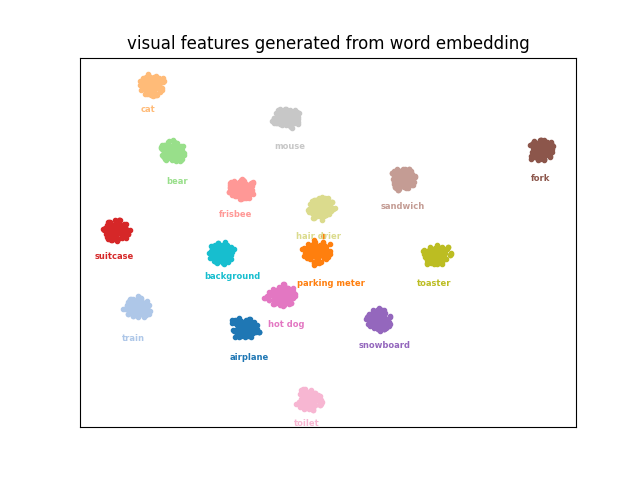 visual features generated from word embedding
cat
mouse
bear
fork
sandwich
frisbee
hair drier
suitcase
background
parking meter
toaster
hot dog
train
snowboard
airplane
toilet